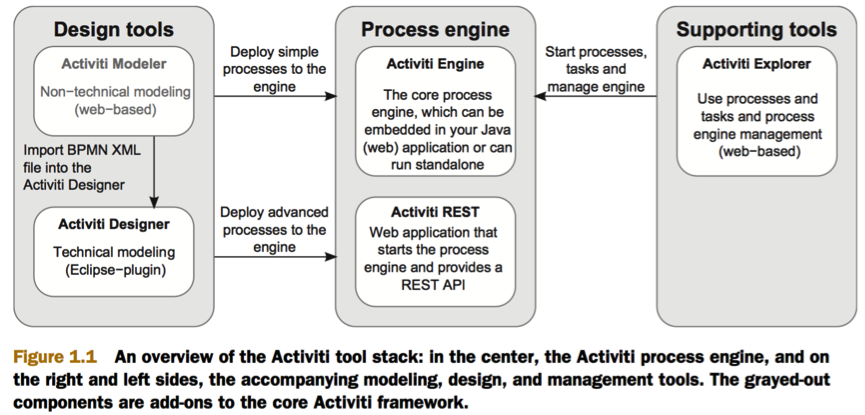 Design tools
Activiti Modeler
Non-technical modeling
(web-based)
Import BPMN XML
file into the
Activiti Designer
Activiti Designer
Technical modeling
(Eclipse-plugin)
Deploy simple
processes to the
engine
Deploy advanced
processes to the
engine
Process engine
Activiti Engine
The core process
engine, which can be
embedded in your Java
(web) application or can
run standalone
Activiti REST
Web application that
starts the process
engine and provides a
REST API
Start processes,
tasks and
manage engine
Supporting tools
Activiti Explorer
Use processes and
tasks and process
engine management
(web-based)
Figure 1.1 An overview of the Activiti tool stack: in the center, the Activiti process engine, and on
the right and left sides, the accompanying modeling, design, and management tools. The grayed-out
components are add-ons to the core Activiti framework.